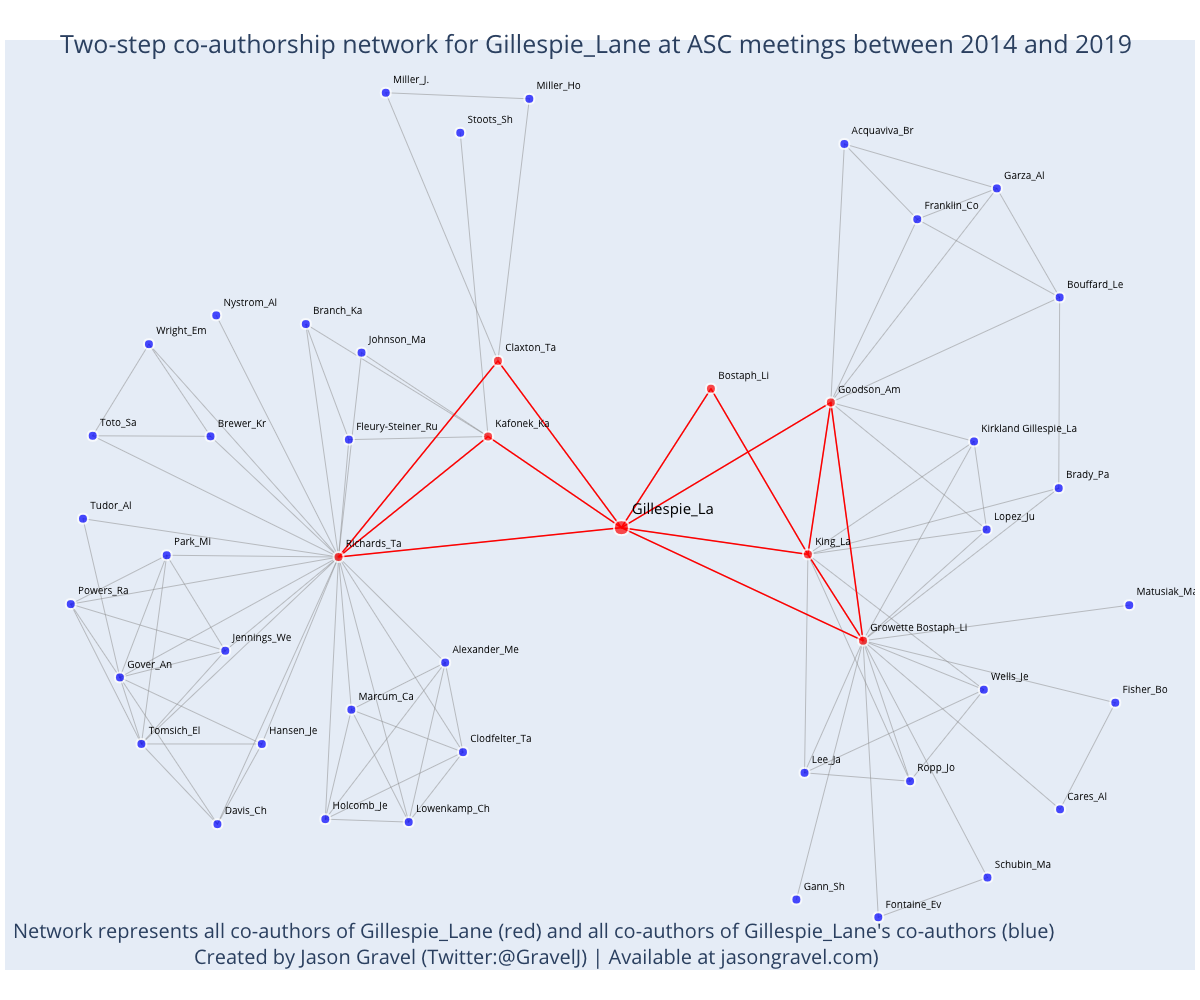 Two-step co-authorship network for Gillespie_Lane at ASC meetings between 2014 and 2019
Miller_J.
Miller_Ho
Stoots_Sh
Acquaviva_Br
Garza_Al
Franklin_Co
Bouffard_Le
Nystrom_Al
Branch_Ka
Wright_Em
Johnson_Ma
Claxton_Ta
Bostaph_Li
Goodson_Am
Toto_Sa
Brewer_Kr
Fleury-Steiner_Ru
Kafonek_Ka
Kirkland Gillespie_La
Brady_Pa
Tudor_Al
Gillespie_La
Lopez_Ju
Park_Mi
Richards_Ta
King_La
Powers_Ra
Matusiak_Ma
Jennings_We
Growette Bostaph_Li
Gover_An
Alexander_Me
Wells_Je
Marcum_Ca
Fisher_Bo
Tomsich_El
Hansen_Je
Clodfelter_Ta
Lee_Ja
Ropp_Jo
Davis_Ch
Holcomb_Je
Lowenkamp_Ch
Cares_Al
Schubin_Ma
Gann_Sh
Fontaine_Ev
Network represents all co-authors of Gillespie_Lane (red) and all co-authors of Gillespie_Lane's co-authors (blue)
Created by Jason Gravel (Twitter:@GravelJ) | Available at jasongravel.com)